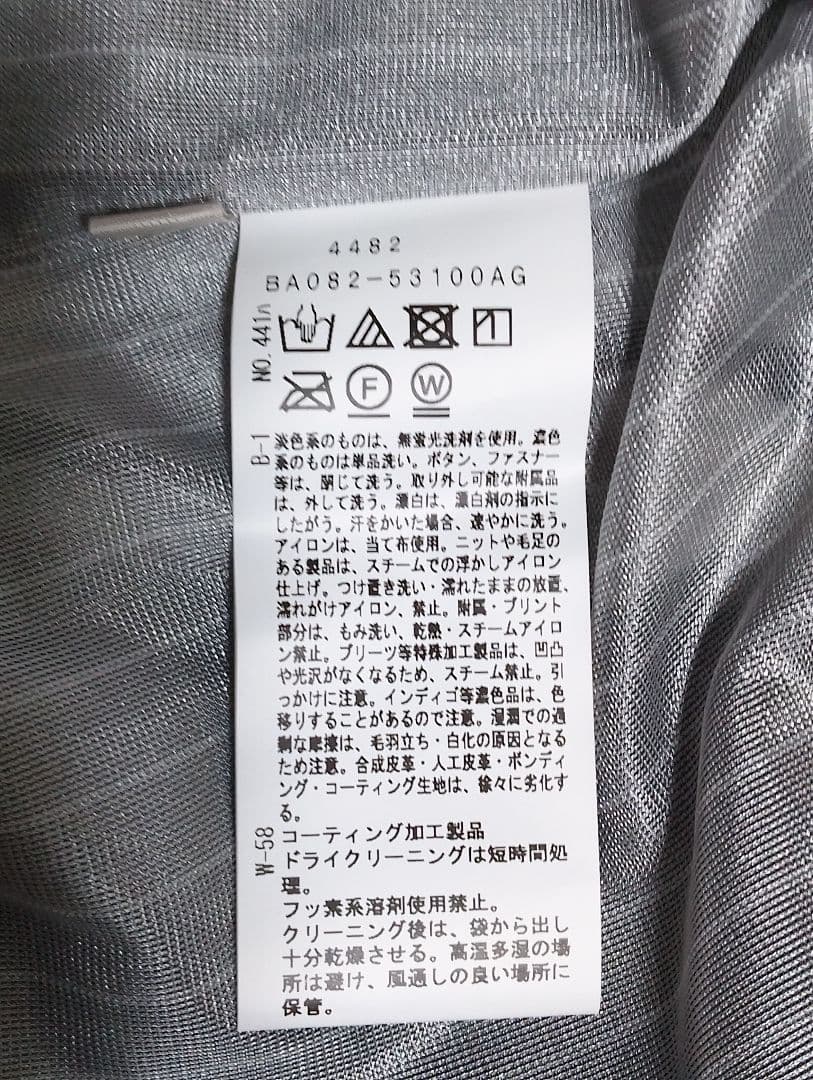 4482
BA082-53100AG
NO.441ハ
F W
B-1
淡色系のものは、無蛍光洗剤を使用。濃色
系のものは単品洗い。ボタン、ファスナー
等は、閉じて洗う。取り外し可能な附属品
は、外して洗う。漂白は、漂白剤の指示に
したがう。汗をかいた場合、速やかに洗う。
アイロンは、当て布使用。ニットや毛足の
ある製品は、スチームでの浮かしアイロン
仕上げ。つけ置き洗い・濡れたままの放置、
濡れがけアイロン、禁止。附属・プリント
部分は、もみ洗い、乾熱・スチームアイロ
ン禁止。プリーツ等特殊加工製品は、凹凸
や光沢がなくなるため、スチーム禁止。引
っかけに注意。インディゴ等濃色品は、色
移りすることがあるので注意。湿潤での過
剰な摩擦は、毛羽立ち・白化の原因となる
ため注意。合成皮革・人工皮革・ボンディ
ング・コーティング生地は、徐々に劣化す
る。
W-58
コーティング加工製品
ドライクリーニングは短時間処
理。
フッ素系溶剤使用禁止。
クリーニング後は、袋から出し
十分乾燥させる。高温多湿の場
所は避け、風通しの良い場所に
保管。